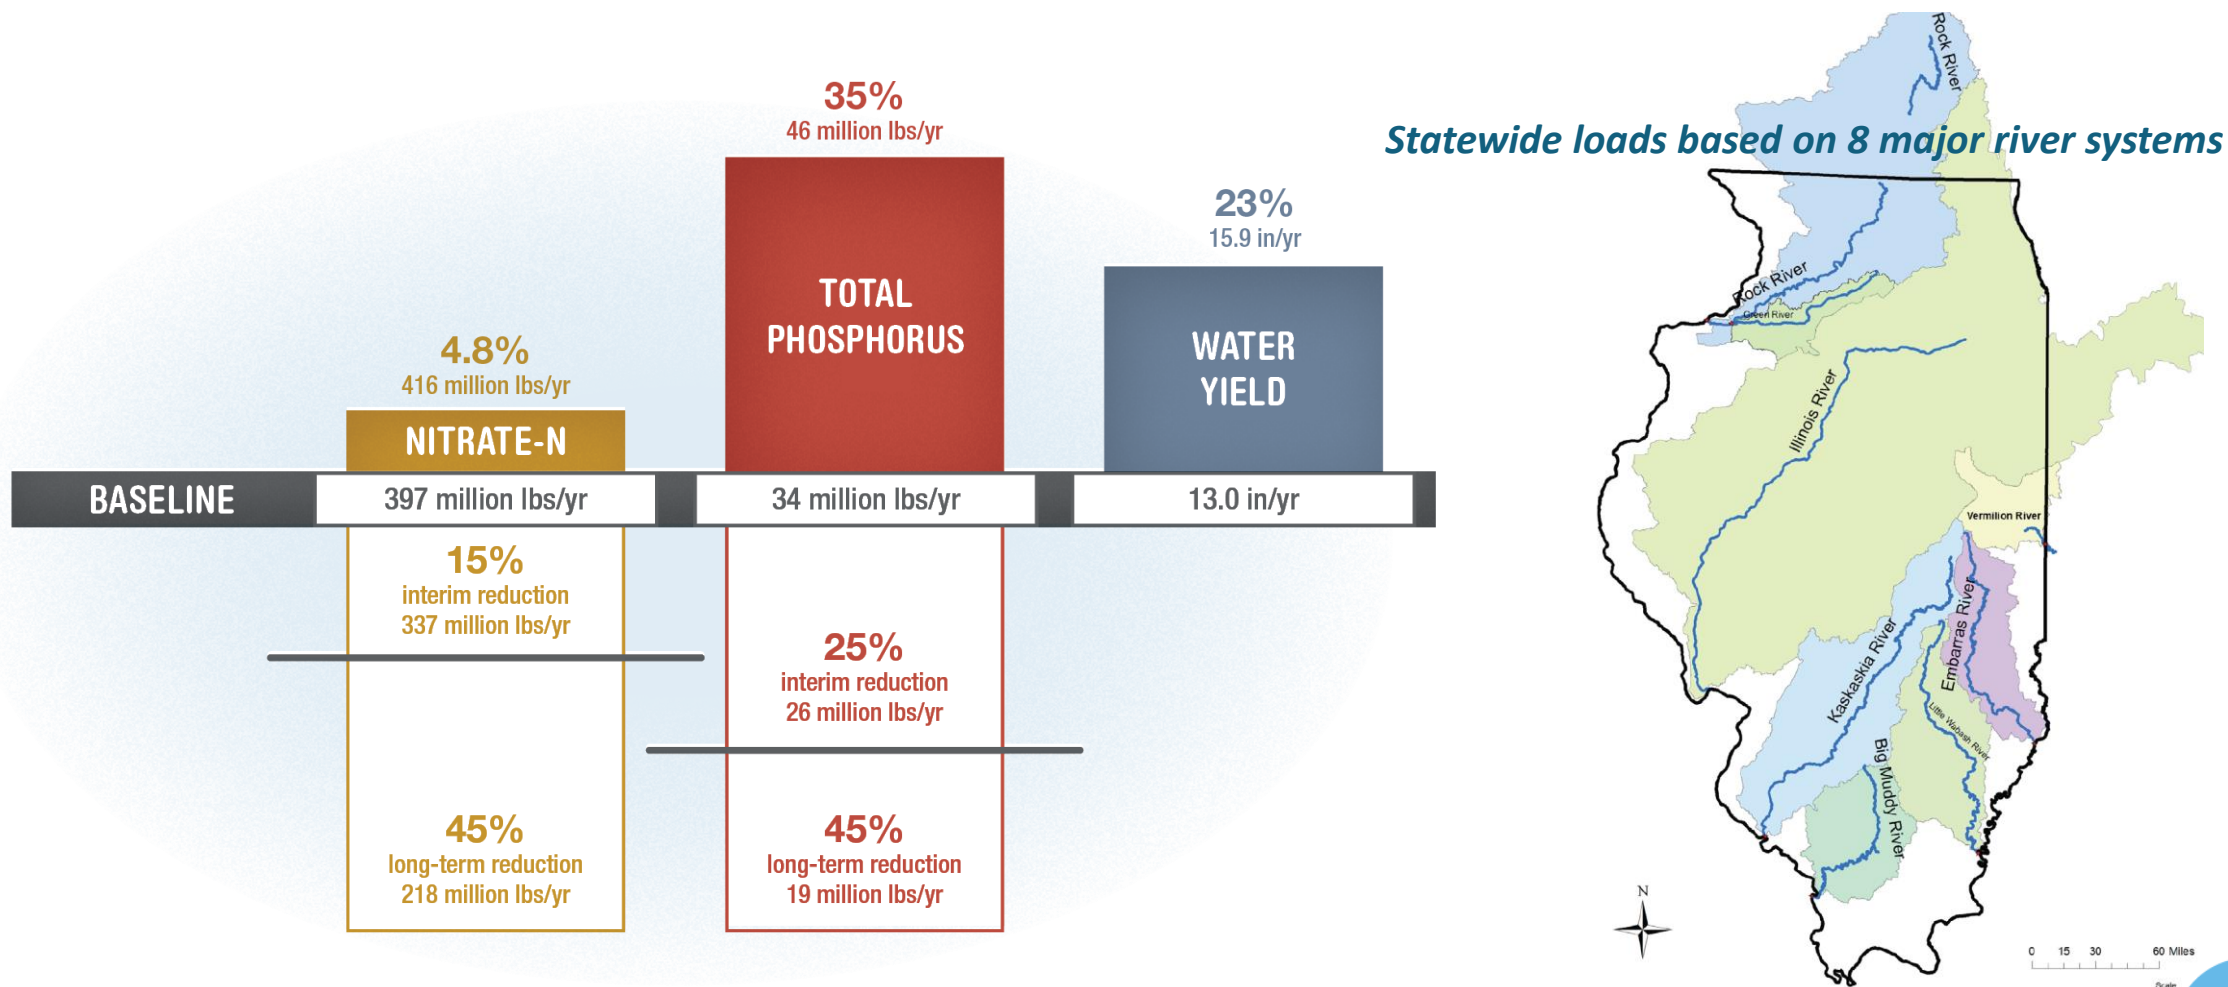 35%
46 million lbs/yr
TOTAL
PHOSPHORUS
23%
15.9 in/yr
WATER
YIELD
4.8%
416 million lbs/yr
NITRATE-N
BASELINE
397 million lbs/yr
34 million lbs/yr
13.0 in/yr
15%
interim reduction
337 million lbs/yr
25%
interim reduction
26 million lbs/yr
45%
long-term reduction
218 million lbs/yr
45%
long-term reduction
19 million lbs/yr
Statewide loads based on 8 major river systems
Rock River
Rock River
Green River
Illinois River
Vermilion River
Embarras River
Kaskaskia River
Little Wabash River
Big Muddy River
N
0 15 30 60 Miles
Scale